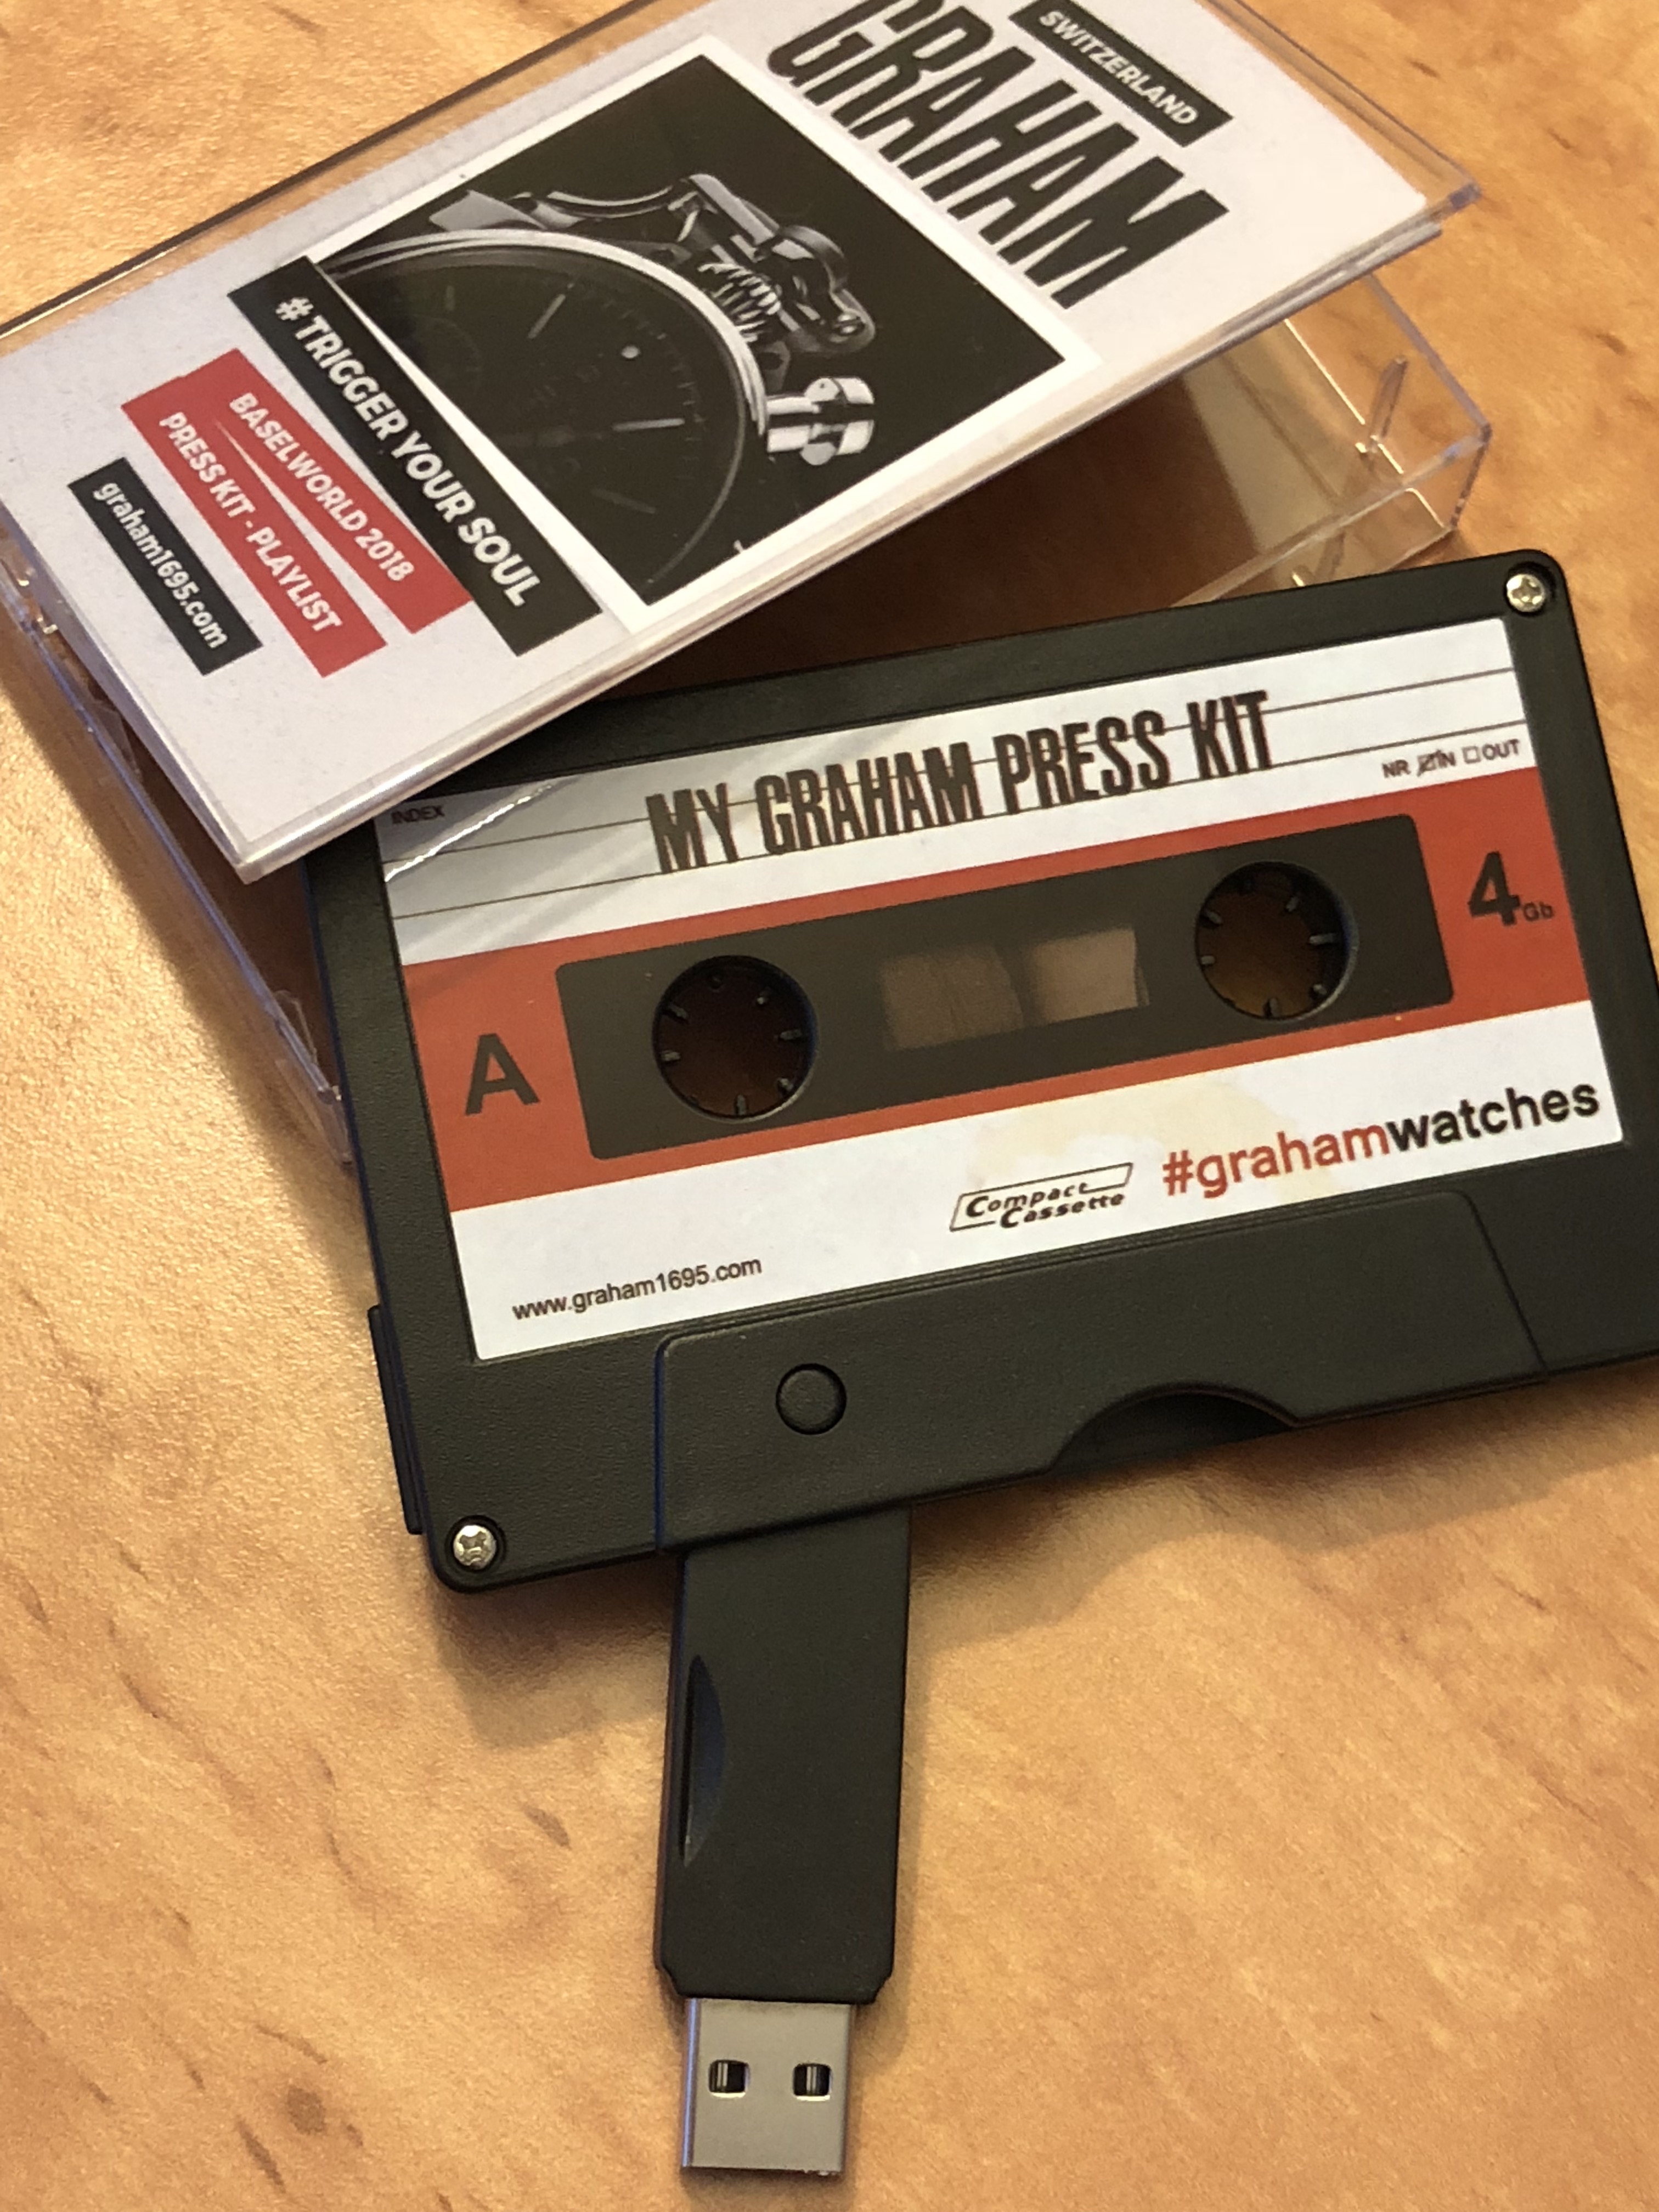 SWITZERLAND
GRAHAM
# TRIGGER YOUR SOUL
BASELWORLD 2018
PRESS KIT - PLAYLIST
graham1695.com
INDEX
MY GRAHAM PRESS KIT
NR IN OUT
A
4Gb
Compact
Cassette
#grahamwatches
www.graham1695.com